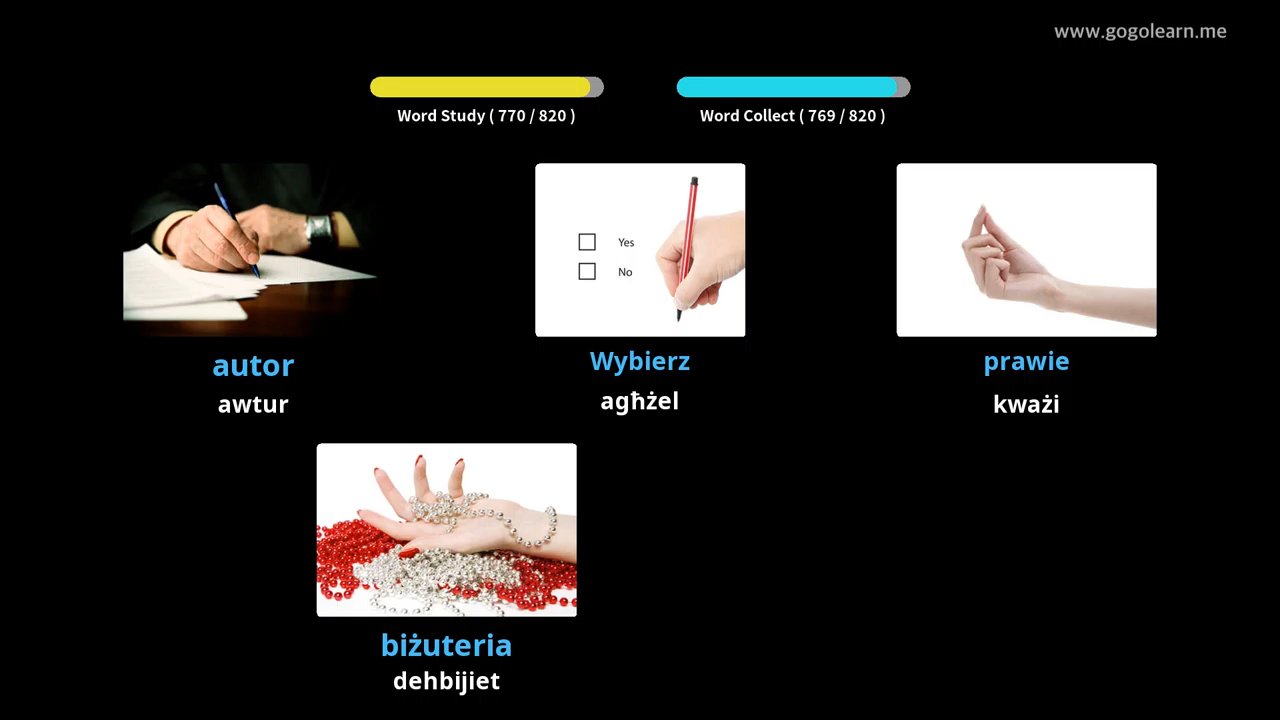 www.gogolearn.me
Word Study ( 770 / 820 )
Word Collect ( 769 / 820 )
Yes
No
autor
awtur
Wybierz
agħżel
prawie
kważi
biżuteria
dehbijiet